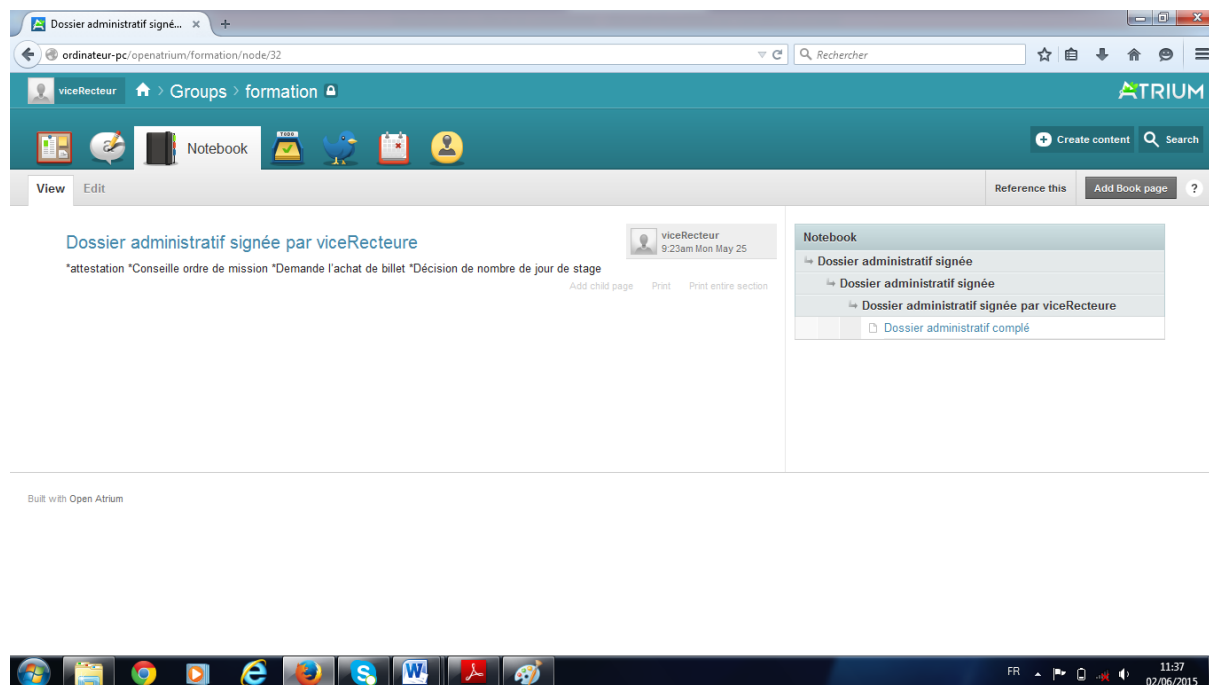 Dossier administratif signé... × +
ordinateur-pc/openatrium/formation/node/32
Rechercher
viceRecteur > Groups > formation
ATRIUM
Notebook
TODO
Create content
Search
View Edit
Reference this
Add Book page
?
Dossier administratif signée par viceRecteure
viceRecteur
9:23am Mon May 25
*attestation *Conseille ordre de mission *Demande l'achat de billet *Décision de nombre de jour de stage
Add child page Print Print entire section
Notebook
Dossier administratif signée
Dossier administratif signée
Dossier administratif signée par viceRecteure
Dossier administratif complé
Built with Open Atrium
FR
11:37
02/06/2015